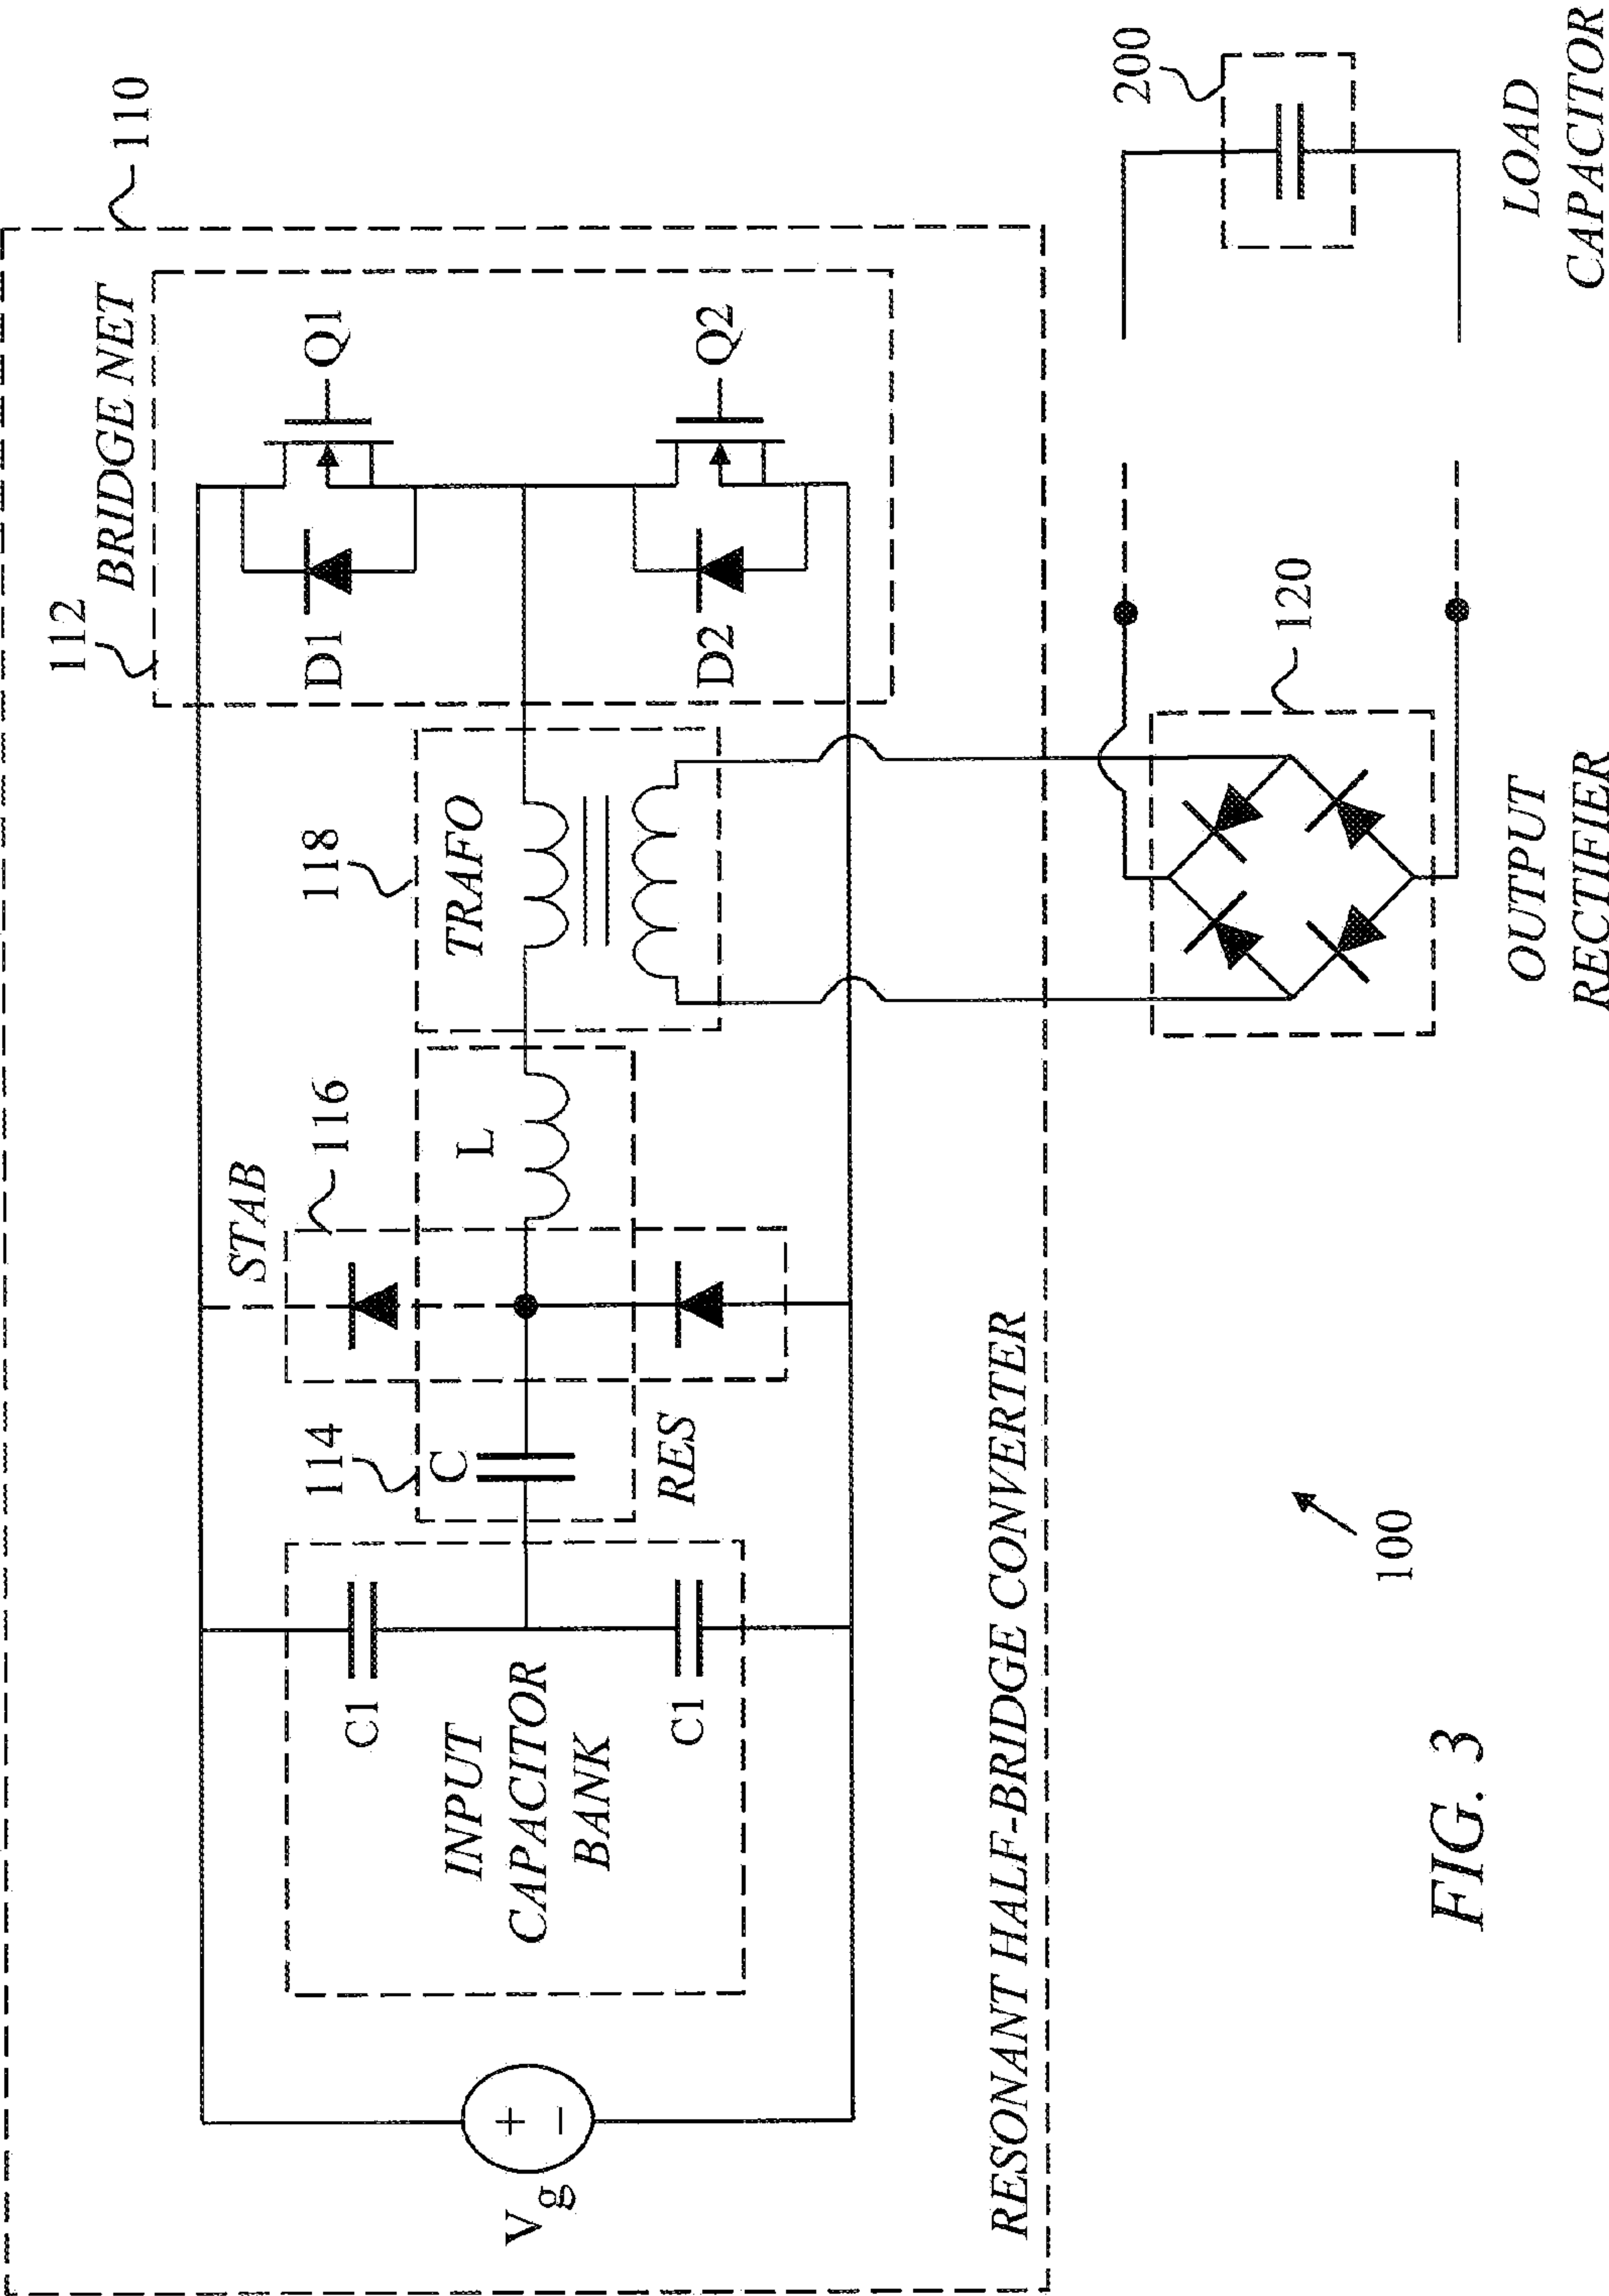 110
112
BRIDGE NET
D1
Q1
D2
Q2
118
TRAFO
STAB
116
L
114
C
RES
C1
C1
INPUT
CAPACITOR
BANK
Vg
+
−
RESONANT HALF-BRIDGE CONVERTER
120
OUTPUT
RECTIFIER
200
LOAD
CAPACITOR
100
FIG. 3